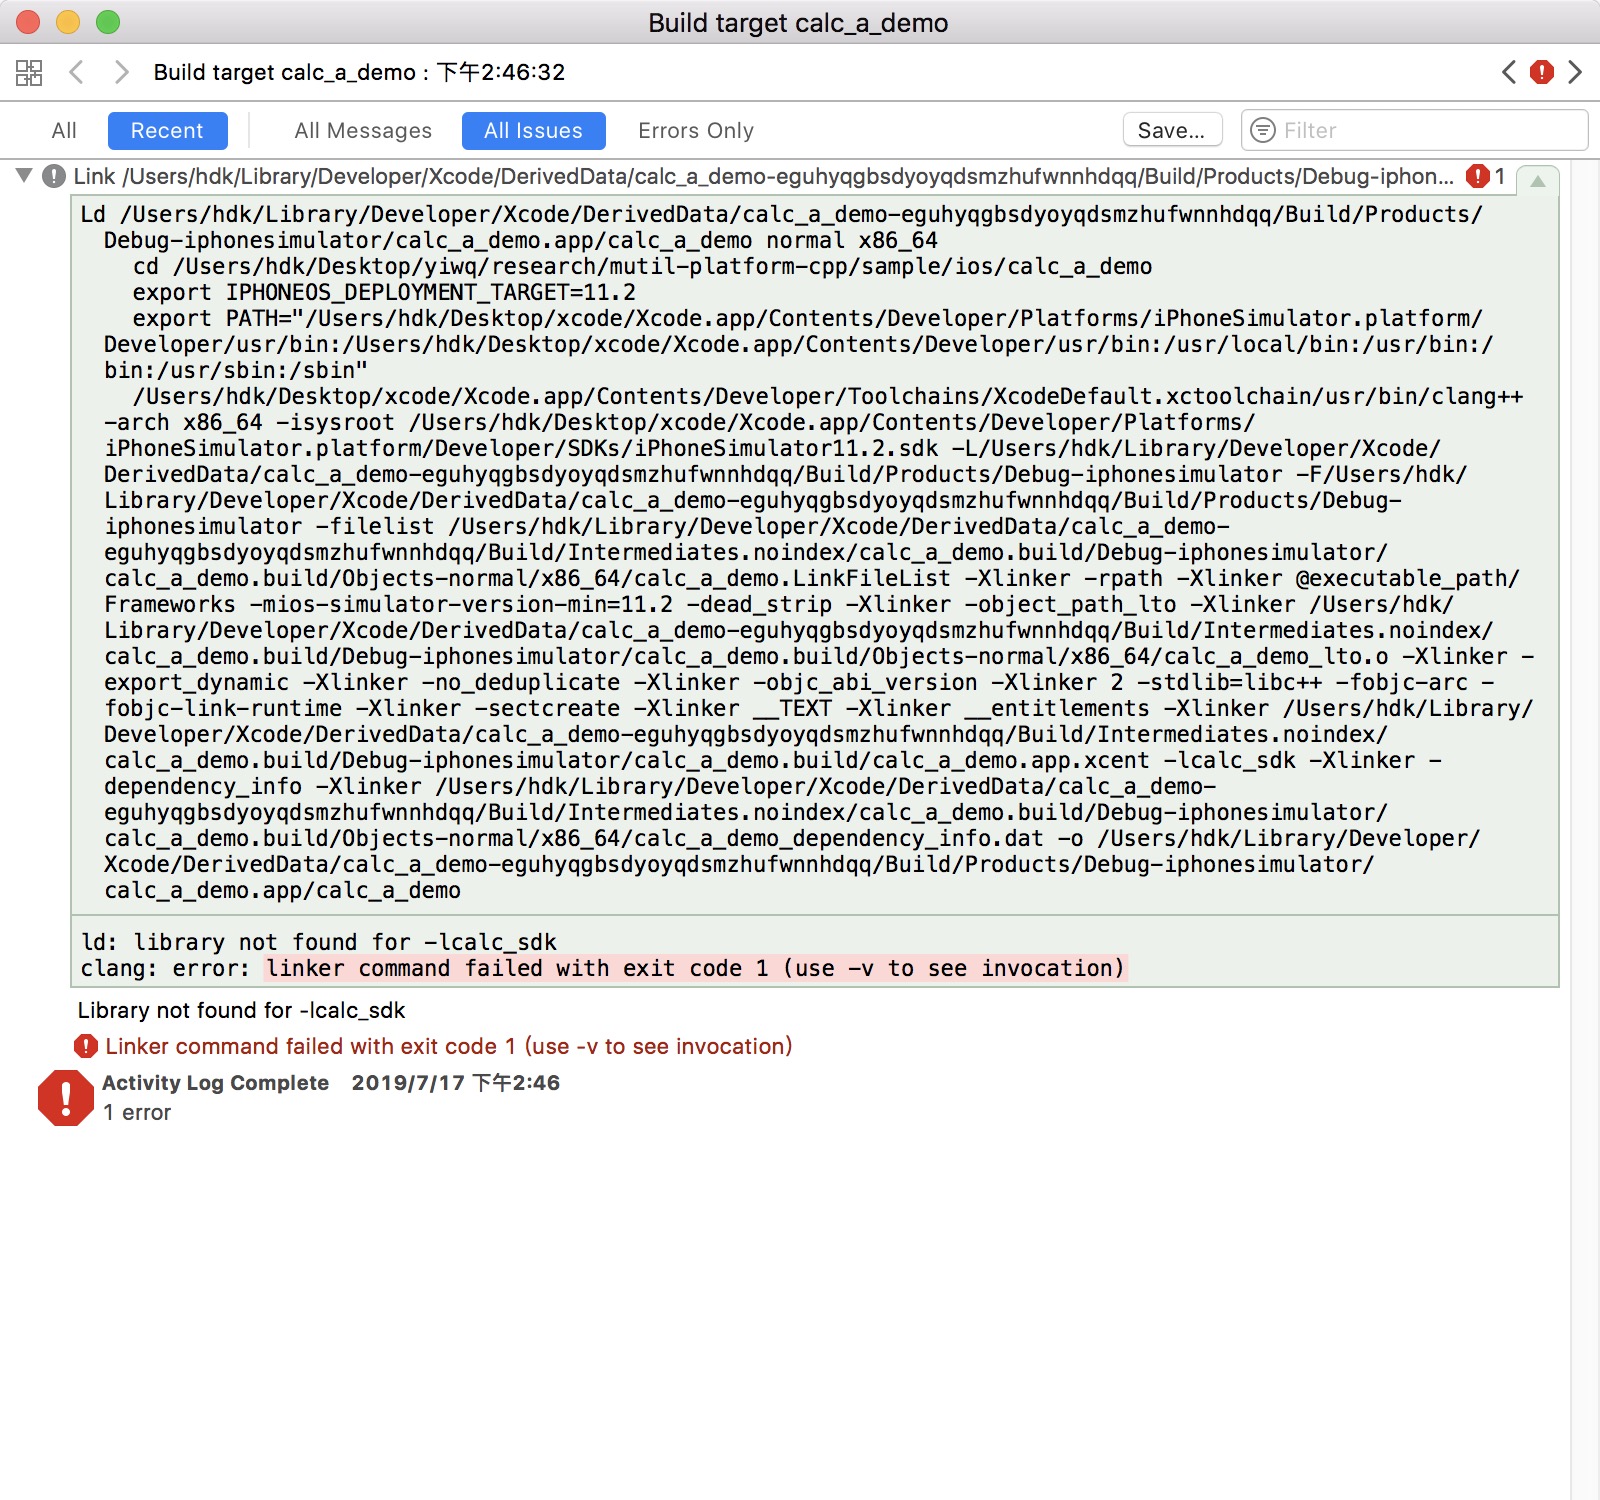 Build target calc_a_demo
Build target calc_a_demo : 下午2:46:32
All Recent All Messages All Issues Errors Only Save... Filter
Link /Users/hdk/Library/Developer/Xcode/DerivedData/calc_a_demo-eguhyqgbsdyoyqdsmzhufwnnhdqq/Build/Products/Debug-iphon... 1
Ld /Users/hdk/Library/Developer/Xcode/DerivedData/calc_a_demo-eguhyqgbsdyoyqdsmzhufwnnhdqq/Build/Products/
Debug-iphonesimulator/calc_a_demo.app/calc_a_demo normal x86_64
cd /Users/hdk/Desktop/yiwq/research/mutil-platform-cpp/sample/ios/calc_a_demo
export IPHONEOS_DEPLOYMENT_TARGET=11.2
export PATH="/Users/hdk/Desktop/xcode/Xcode.app/Contents/Developer/Platforms/iPhoneSimulator.platform/
Developer/usr/bin:/Users/hdk/Desktop/xcode/Xcode.app/Contents/Developer/usr/bin:/usr/local/bin:/usr/bin:/
bin:/usr/sbin:/sbin"
/Users/hdk/Desktop/xcode/Xcode.app/Contents/Developer/Toolchains/XcodeDefault.xctoolchain/usr/bin/clang++
-arch x86_64 -isysroot /Users/hdk/Desktop/xcode/Xcode.app/Contents/Developer/Platforms/
iPhoneSimulator.platform/Developer/SDKs/iPhoneSimulator11.2.sdk -L/Users/hdk/Library/Developer/Xcode/
DerivedData/calc_a_demo-eguhyqgbsdyoyqdsmzhufwnnhdqq/Build/Products/Debug-iphonesimulator -F/Users/hdk/
Library/Developer/Xcode/DerivedData/calc_a_demo-eguhyqgbsdyoyqdsmzhufwnnhdqq/Build/Products/Debug-
iphonesimulator -filelist /Users/hdk/Library/Developer/Xcode/DerivedData/calc_a_demo-
eguhyqgbsdyoyqdsmzhufwnnhdqq/Build/Intermediates.noindex/calc_a_demo.build/Debug-iphonesimulator/
calc_a_demo.build/Objects-normal/x86_64/calc_a_demo.LinkFileList -Xlinker -rpath -Xlinker @executable_path/
Frameworks -mios-simulator-version-min=11.2 -dead_strip -Xlinker -object_path_lto -Xlinker /Users/hdk/
Library/Developer/Xcode/DerivedData/calc_a_demo-eguhyqgbsdyoyqdsmzhufwnnhdqq/Build/Intermediates.noindex/
calc_a_demo.build/Debug-iphonesimulator/calc_a_demo.build/Objects-normal/x86_64/calc_a_demo_lto.o -Xlinker -
export_dynamic -Xlinker -no_deduplicate -Xlinker -objc_abi_version -Xlinker 2 -stdlib=libc++ -fobjc-arc -
fobjc-link-runtime -Xlinker -sectcreate -Xlinker __TEXT -Xlinker __entitlements -Xlinker /Users/hdk/Library/
Developer/Xcode/DerivedData/calc_a_demo-eguhyqgbsdyoyqdsmzhufwnnhdqq/Build/Intermediates.noindex/
calc_a_demo.build/Debug-iphonesimulator/calc_a_demo.build/calc_a_demo.app.xcent -lcalc_sdk -Xlinker -
dependency_info -Xlinker /Users/hdk/Library/Developer/Xcode/DerivedData/calc_a_demo-
eguhyqgbsdyoyqdsmzhufwnnhdqq/Build/Intermediates.noindex/calc_a_demo.build/Debug-iphonesimulator/
calc_a_demo.build/Objects-normal/x86_64/calc_a_demo_dependency_info.dat -o /Users/hdk/Library/Developer/
Xcode/DerivedData/calc_a_demo-eguhyqgbsdyoyqdsmzhufwnnhdqq/Build/Products/Debug-iphonesimulator/
calc_a_demo.app/calc_a_demo
ld: library not found for -lcalc_sdk
clang: error: linker command failed with exit code 1 (use -v to see invocation)
Library not found for -lcalc_sdk
Linker command failed with exit code 1 (use -v to see invocation)
Activity Log Complete 2019/7/17 下午2:46
1 error